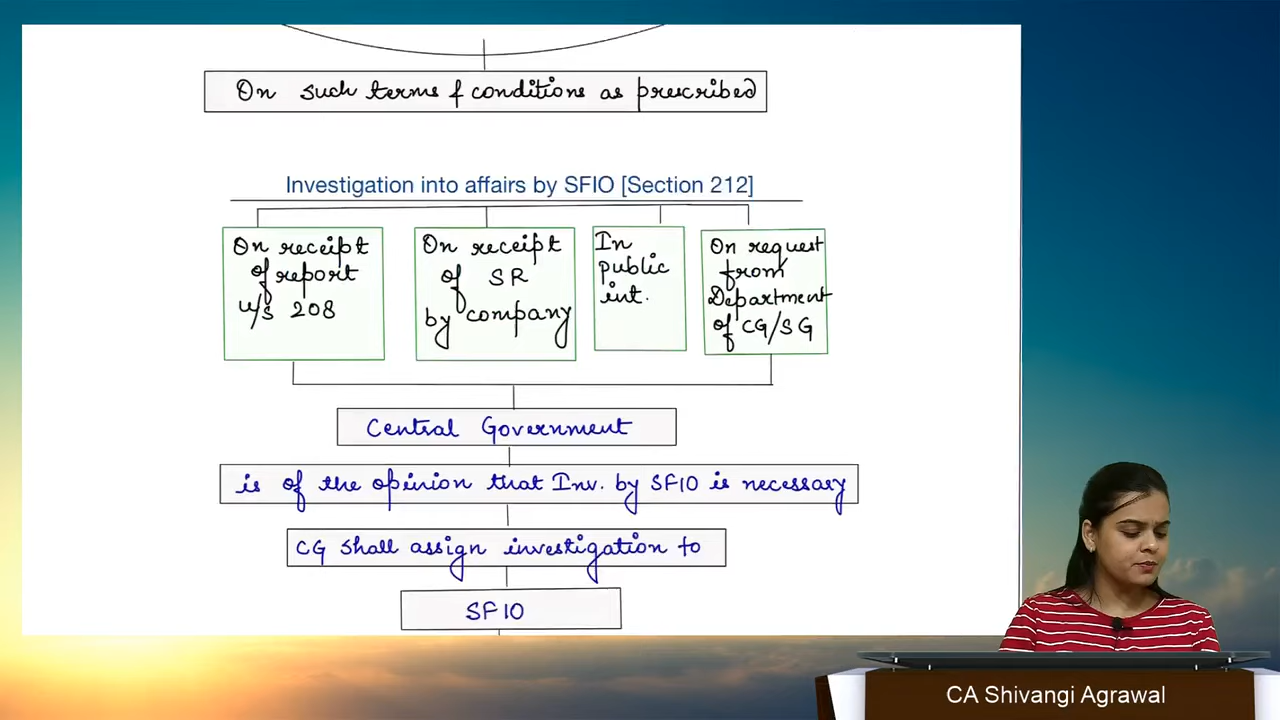 On such terms & conditions as prescribed
Investigation into affairs by SFIO [Section 212]
On receipt
of report
u/s 208
On receipt
of SR
by company
In
public
int.
On request
from
Department
of CG/SG
Central Government
is of the opinion that Inv. by SFIO is necessary
CG shall assign investigation to
SFIO
CA Shivangi Agrawal